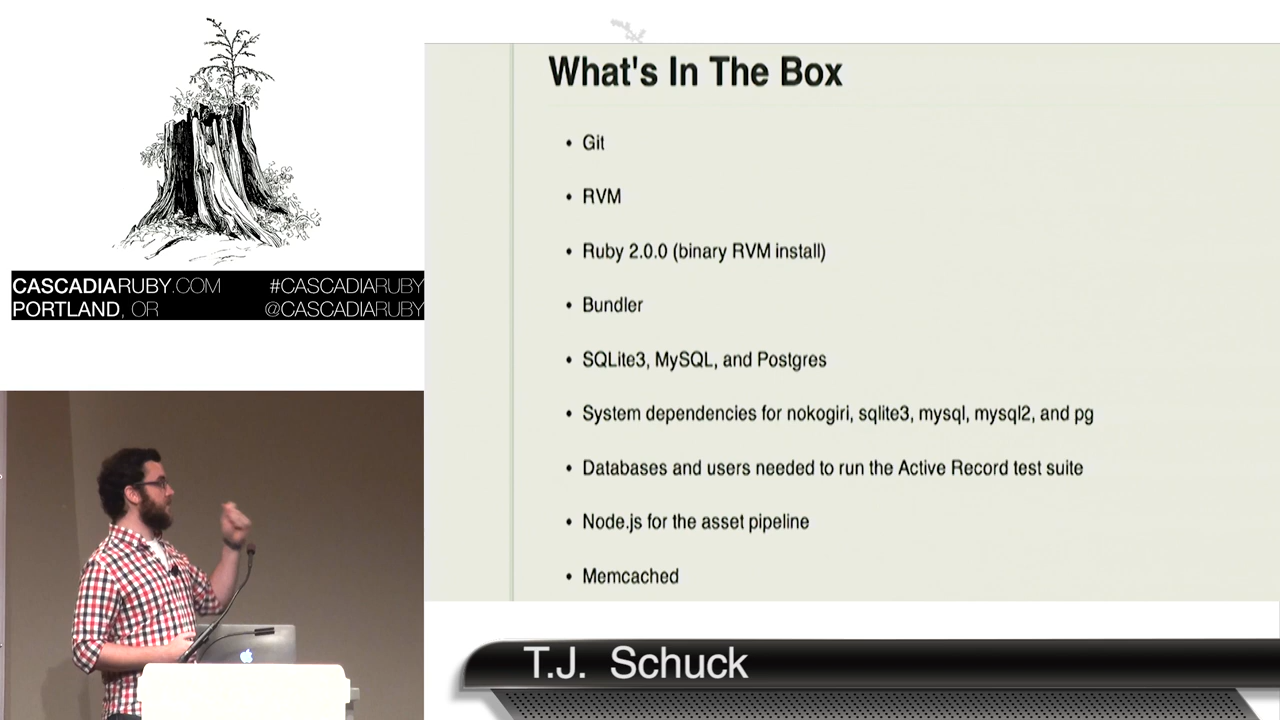 CASCADIARUBY.COM #CASCADIARUBY
PORTLAND, OR @CASCADIARUBY
What's In The Box
• Git
• RVM
• Ruby 2.0.0 (binary RVM install)
• Bundler
• SQLite3, MySQL, and Postgres
• System dependencies for nokogiri, sqlite3, mysql, mysql2, and pg
• Databases and users needed to run the Active Record test suite
• Node.js for the asset pipeline
• Memcached
T.J. Schuck